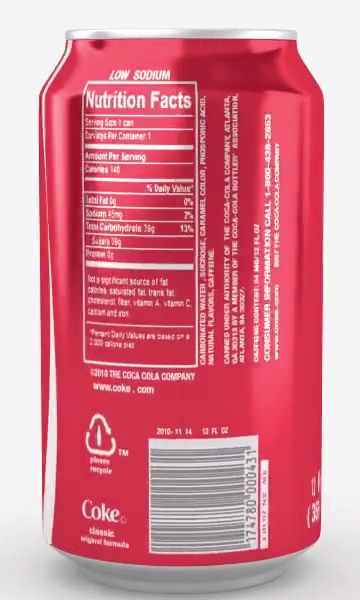 LOW SODIUM
Nutrition Facts
Serving Size 1 can
Servings Per Container 1
Amount Per Serving
Calories 140
% Daily Value*
Total Fat 0g 0%
Sodium 45mg 2%
Total Carbohydrate 39g 13%
Sugars 39g
Protein 0g
Not a significant source of fat
calories, saturated fat, trans fat,
cholesterol, fiber, vitamin A, vitamin C,
calcium and iron.
*Percent Daily Values are based on a
2,000 calorie diet
©2010 THE COCA COLA COMPANY
www.coke.com
CARBONATED WATER, SUCROSE, CARAMEL COLOR, PHOSPORIC ACID,
NATURAL FLAVORS, CAFFEINE.
CANNED UNDER AUTHORITY OF THE COCA-COLA COMPANY, ATLANTA,
GA 30313 BY A MEMBER OF THE COCA-COLA BOTTLERS' ASSOCIATION,
ATLANTA, GA 30327.
CAFFEINE CONTENT: 34 MG/12 FL OZ
CONSUMER INFORMATION CALL 1-800-438-2653
www.coke.com THE COCA-COLA COMPANY
please
recycle
TM
2010-11 14 12 FL OZ
174780 000431
Coke
classic
original formula
12
(35